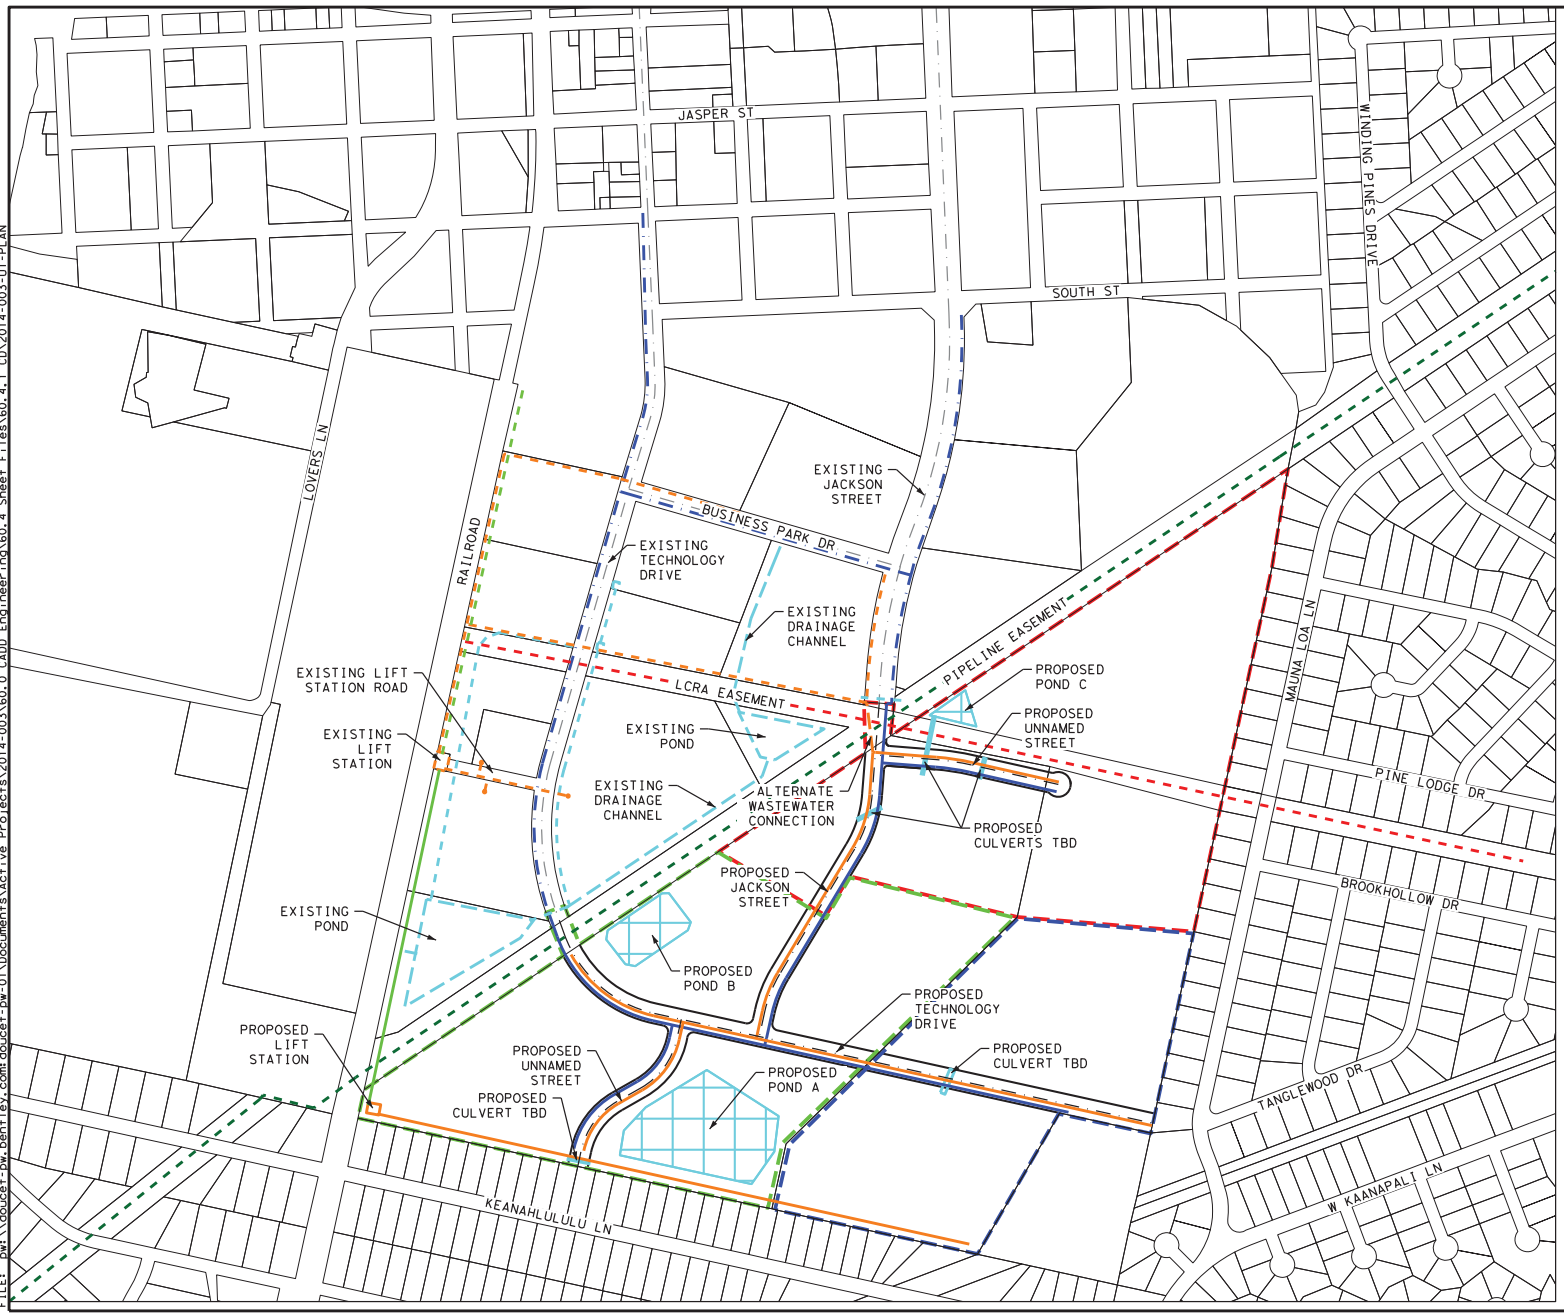 JASPER ST
WINDING PINES DRIVE
SOUTH ST
LOVERS LN
EXISTING
JACKSON
STREET
BUSINESS PARK DR
RAILROAD
EXISTING
TECHNOLOGY
DRIVE
EXISTING
DRAINAGE
CHANNEL
PIPELINE EASEMENT
MAUNA LOA LN
EXISTING LIFT
STATION ROAD
LCRA EASEMENT
PROPOSED
POND C
PROPOSED
UNNAMED
STREET
EXISTING
LIFT
STATION
EXISTING
POND
EXISTING
DRAINAGE
CHANNEL
ALTERNATE
WASTEWATER
CONNECTION
PROPOSED
CULVERTS TBD
PINE LODGE DR
PROPOSED
JACKSON
STREET
BROOKHOLLOW DR
EXISTING
POND
PROPOSED
POND B
PROPOSED
TECHNOLOGY
DRIVE
PROPOSED
LIFT
STATION
PROPOSED
UNNAMED
STREET
PROPOSED
CULVERT TBD
PROPOSED
POND A
PROPOSED
CULVERT TBD
TANGLEWOOD DR
KEANAHLULULU LN
W KAANAPALI LN